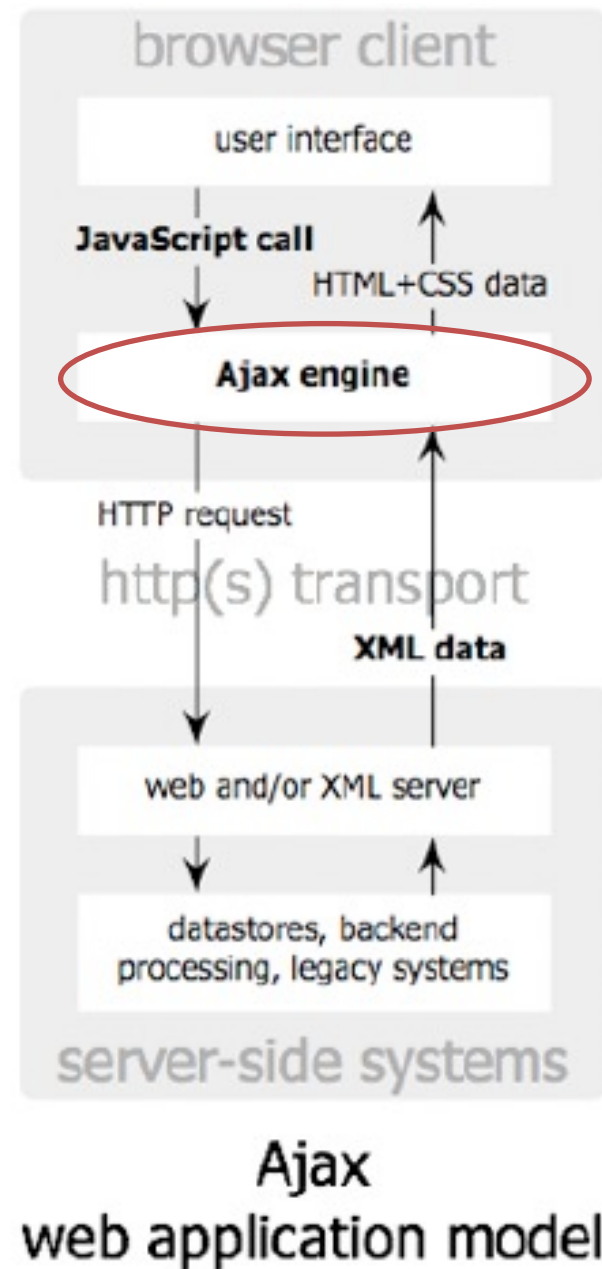 browser client
user interface
JavaScript call
HTML+CSS data
Ajax engine
HTTP request
http(s) transport
XML data
web and/or XML server
datastores, backend
processing, legacy systems
server-side systems
Ajax
web application model